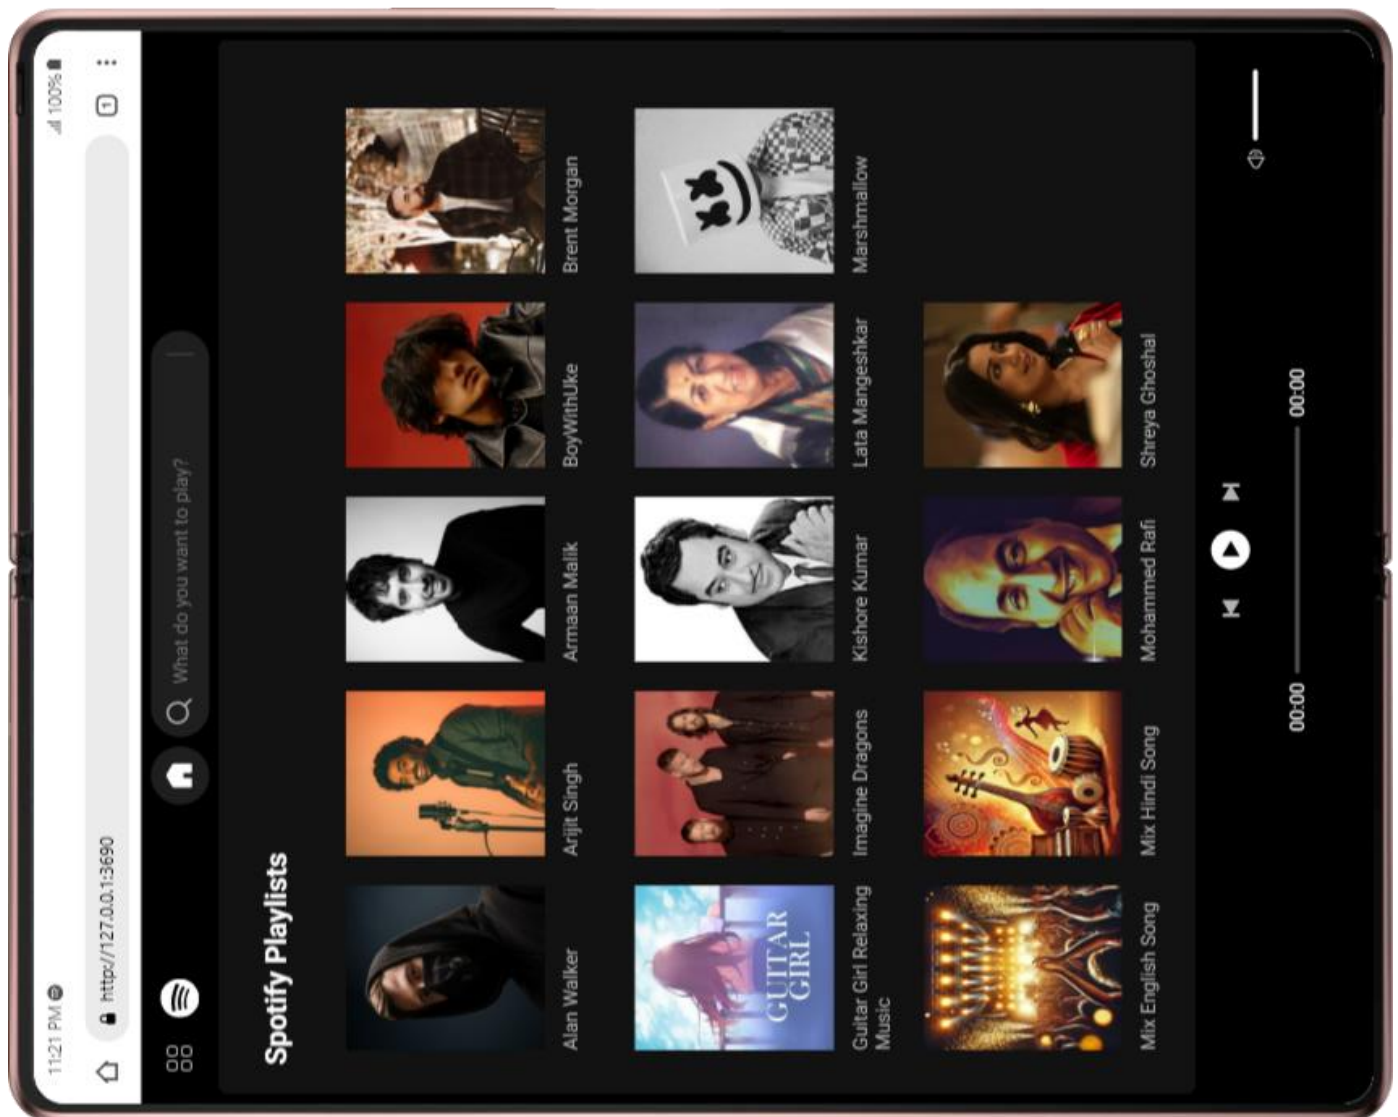 11:21 PM
100%
http://127.0.0.1:3690
1
What do you want to play?
Spotify Playlists
Alan Walker
Arijit Singh
Armaan Malik
BoyWithUke
Brent Morgan
GUITAR
GIRL
Guitar Girl Relaxing
Music
Imagine Dragons
Kishore Kumar
Lata Mangeshkar
Marshmallow
Mix English Song
Mix Hindi Song
Mohammed Rafi
Shreya Ghoshal
00:00
00:00